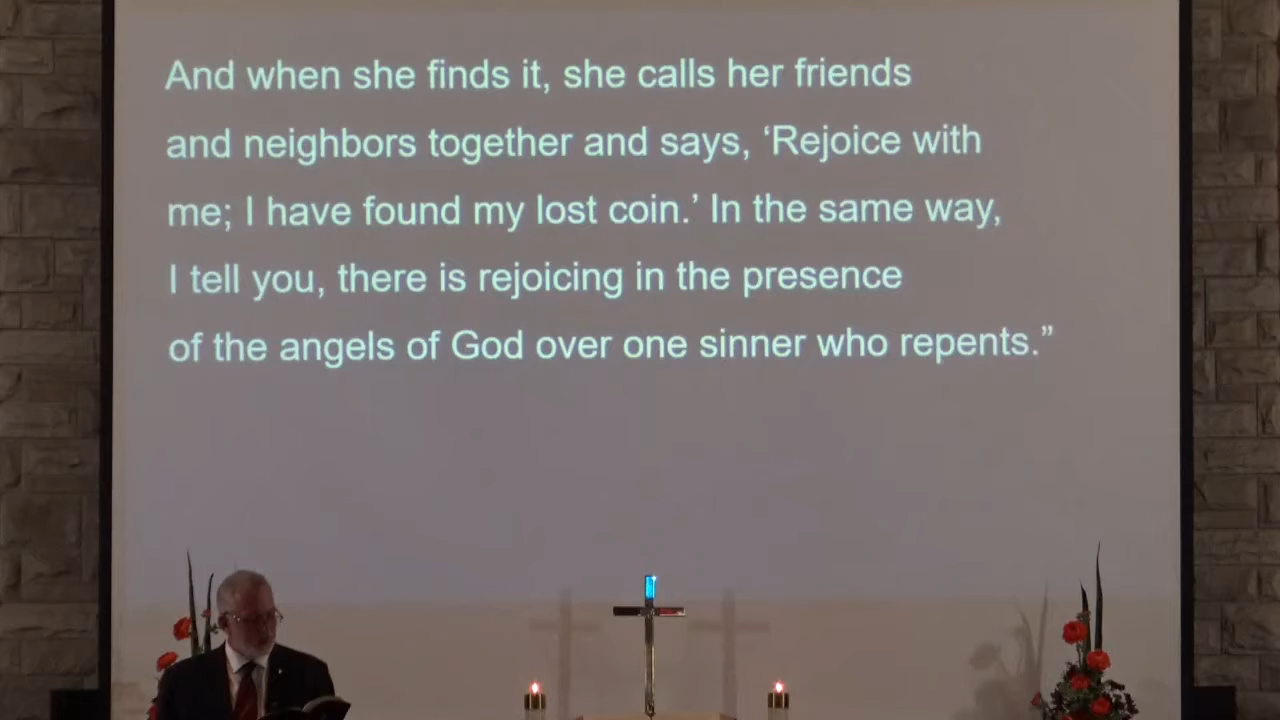 And when she finds it, she calls her friends
and neighbors together and says, ‘Rejoice with
me; I have found my lost coin.’ In the same way,
I tell you, there is rejoicing in the presence
of the angels of God over one sinner who repents.”